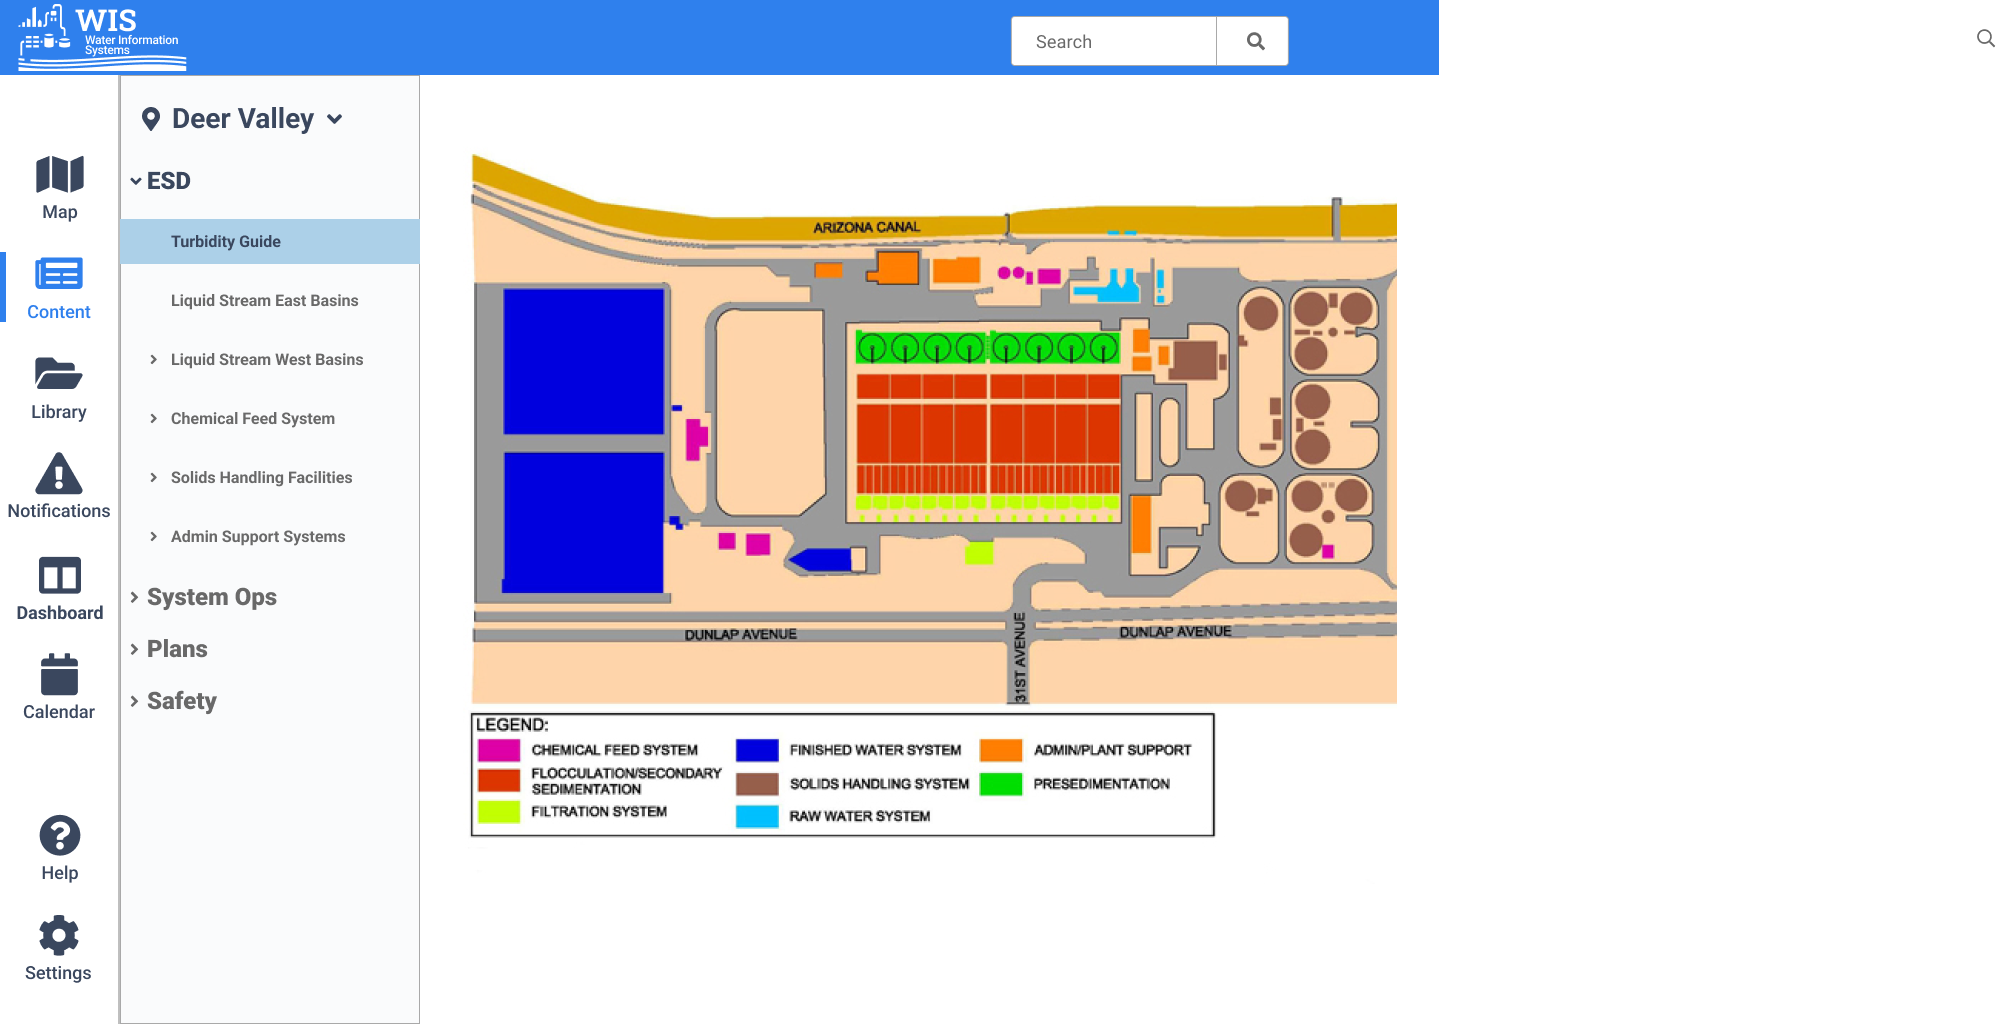 WIS
Water Information
Systems
Search
Deer Valley
ESD
Turbidity Guide
Liquid Stream East Basins
Liquid Stream West Basins
Chemical Feed System
Solids Handling Facilities
Admin Support Systems
System Ops
Plans
Safety
Map
Content
Library
Notifications
Dashboard
Calendar
Help
Settings
ARIZONA CANAL
DUNLAP AVENUE
31ST AVENUE
DUNLAP AVENUE
LEGEND:
CHEMICAL FEED SYSTEM
FLOCCULATION/SECONDARY
SEDIMENTATION
FILTRATION SYSTEM
FINISHED WATER SYSTEM
SOLIDS HANDLING SYSTEM
RAW WATER SYSTEM
ADMIN/PLANT SUPPORT
PRESEDIMENTATION